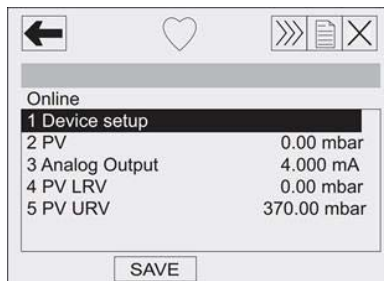 Online
1 Device setup
2 PV 0.00 mbar
3 Analog Output 4.000 mA
4 PV LRV 0.00 mbar
5 PV URV 370.00 mbar
SAVE